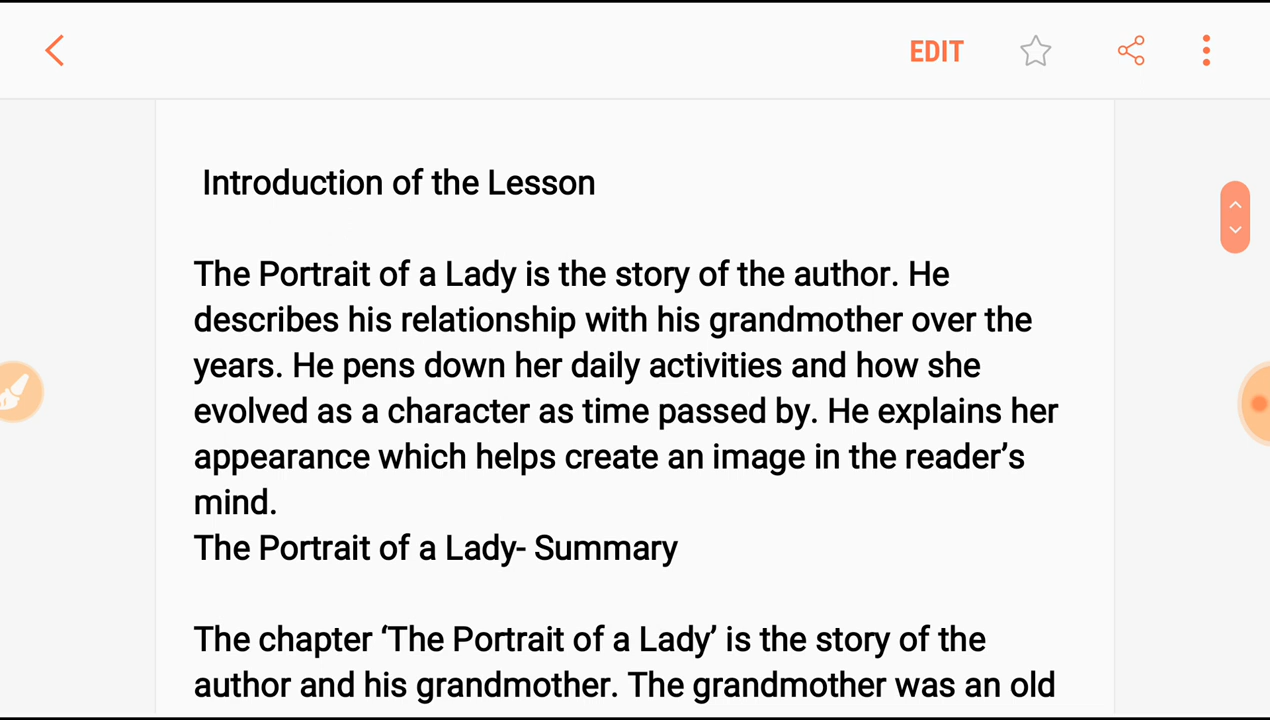 EDIT
Introduction of the Lesson
The Portrait of a Lady is the story of the author. He
describes his relationship with his grandmother over the
years. He pens down her daily activities and how she
evolved as a character as time passed by. He explains her
appearance which helps create an image in the reader’s
mind.
The Portrait of a Lady- Summary
The chapter ‘The Portrait of a Lady’ is the story of the
author and his grandmother. The grandmother was an old